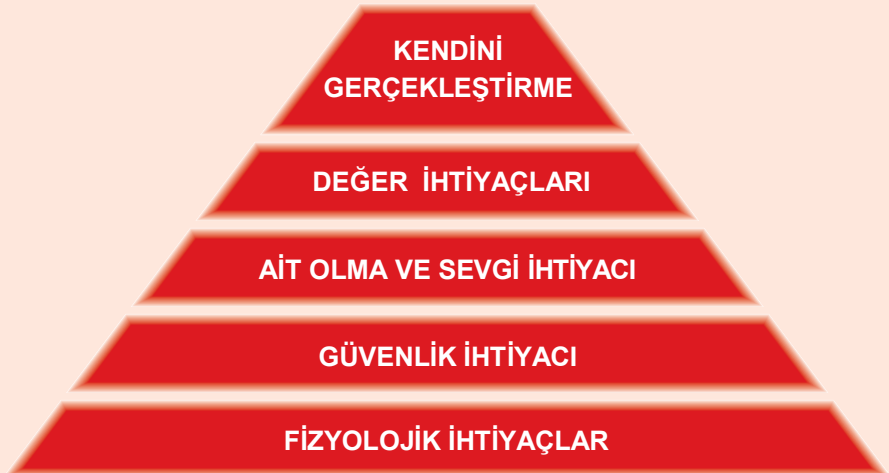 KENDİNİ
GERÇEKLEŞTİRME
DEĞER İHTİYAÇLARI
AİT OLMA VE SEVGİ İHTİYACI
GÜVENLİK İHTİYACI
FİZYOLOJİK İHTİYAÇLAR